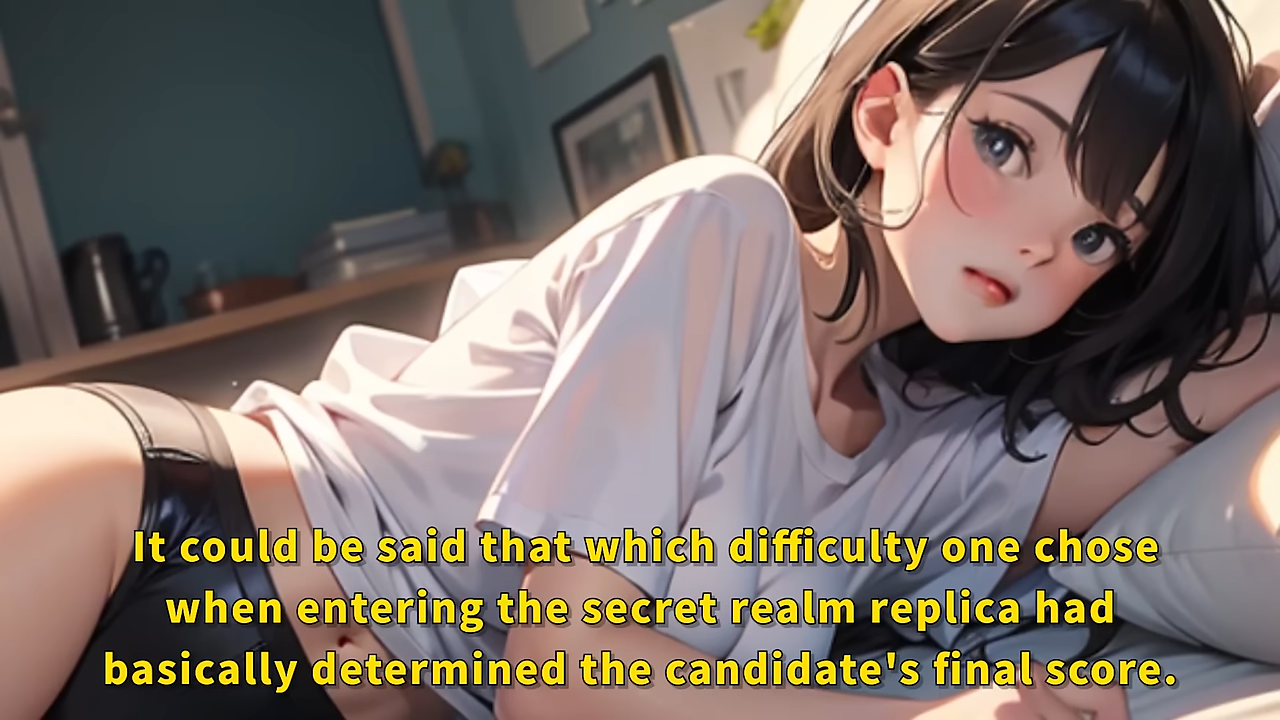 It could be said that which difficulty one chose
when entering the secret realm replica had
basically determined the candidate's final score.